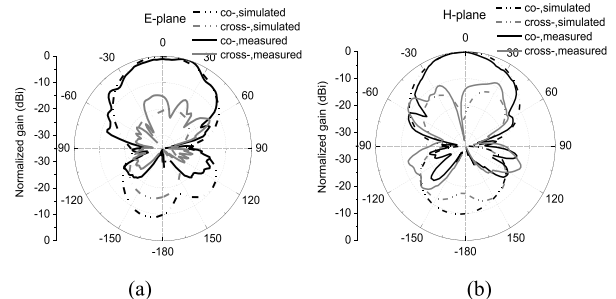 E-plane
co-,simulated
cross-,simulated
co-,measured
cross-,measured
0
-30
30
-60
60
-90
90
-120
120
-150
150
-180
0
-10
-20
-30
-30
-20
-10
0
Normalized gain (dBi)
(a)
H-plane
co-,simulated
cross-,simulated
co-,measured
cross-,measured
0
-30
30
-60
60
-90
90
-120
120
-150
150
-180
0
-10
-20
-30
-30
-20
-10
0
Normalized gain (dBi)
(b)